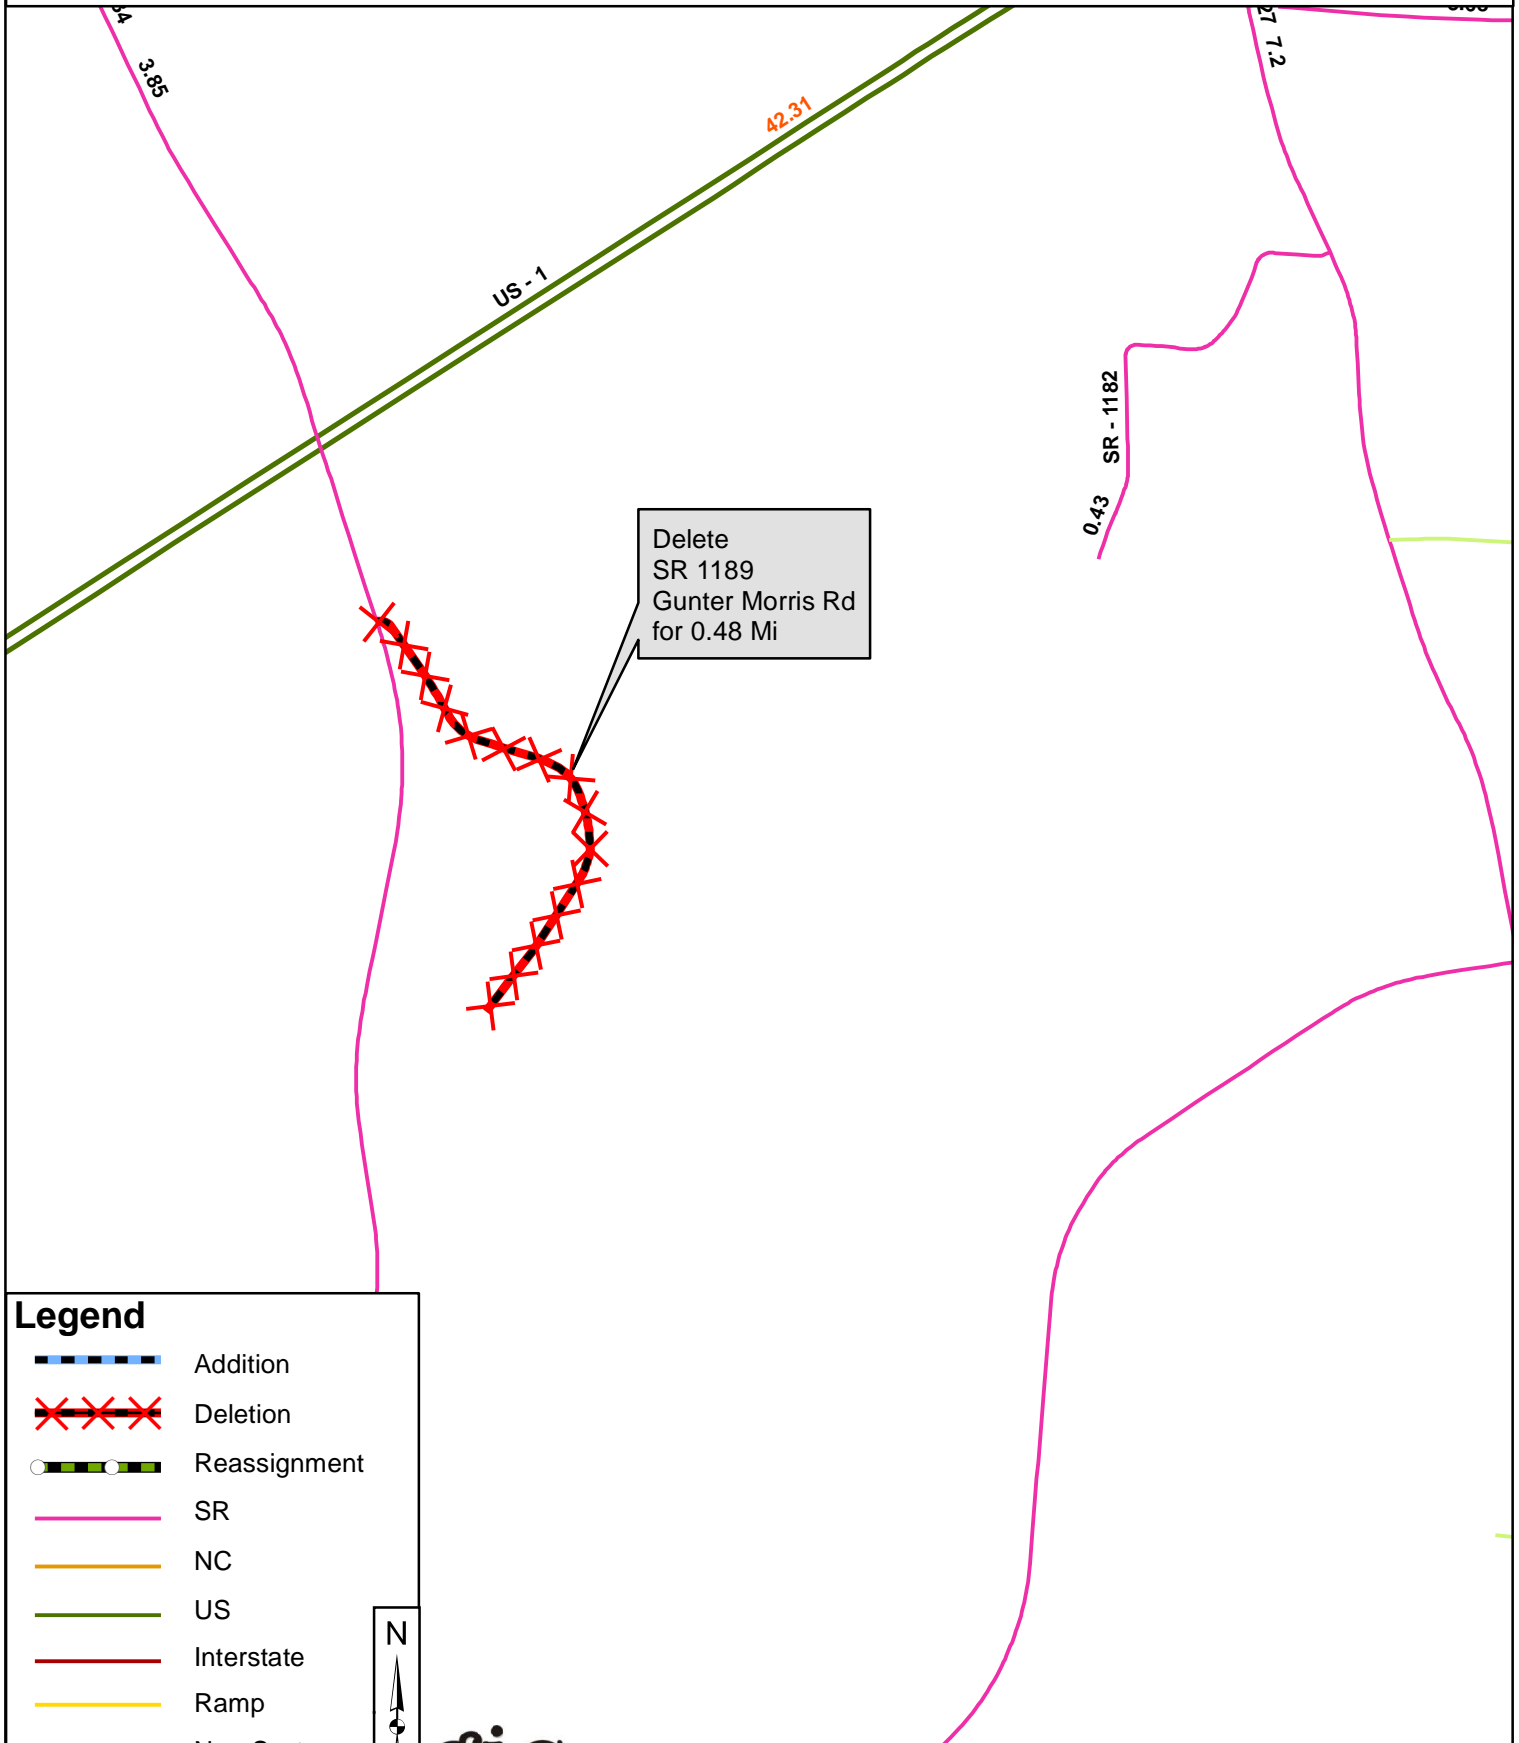 3.85
42.31
7.2
US - 1
SR - 1182
0.43
Delete
SR 1189
Gunter Morris Rd
for 0.48 Mi
Legend
Addition
Deletion
Reassignment
SR
NC
US
Interstate
Ramp
N